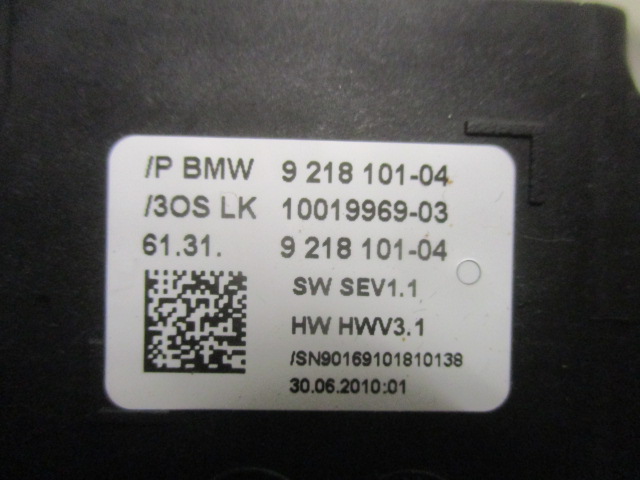 /P BMW 9 218 101-04
/3OS LK 10019969-03
61.31. 9 218 101-04
SW SEV1.1
HW HWV3.1
/SN90169101810138
30.06.2010:01